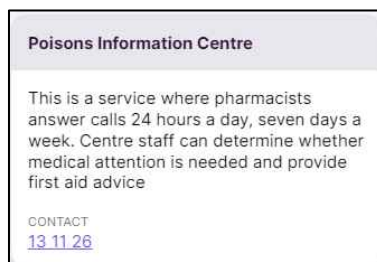 Poisons Information Centre
This is a service where pharmacists
answer calls 24 hours a day, seven days a
week. Centre staff can determine whether
medical attention is needed and provide
first aid advice
CONTACT
13 11 26